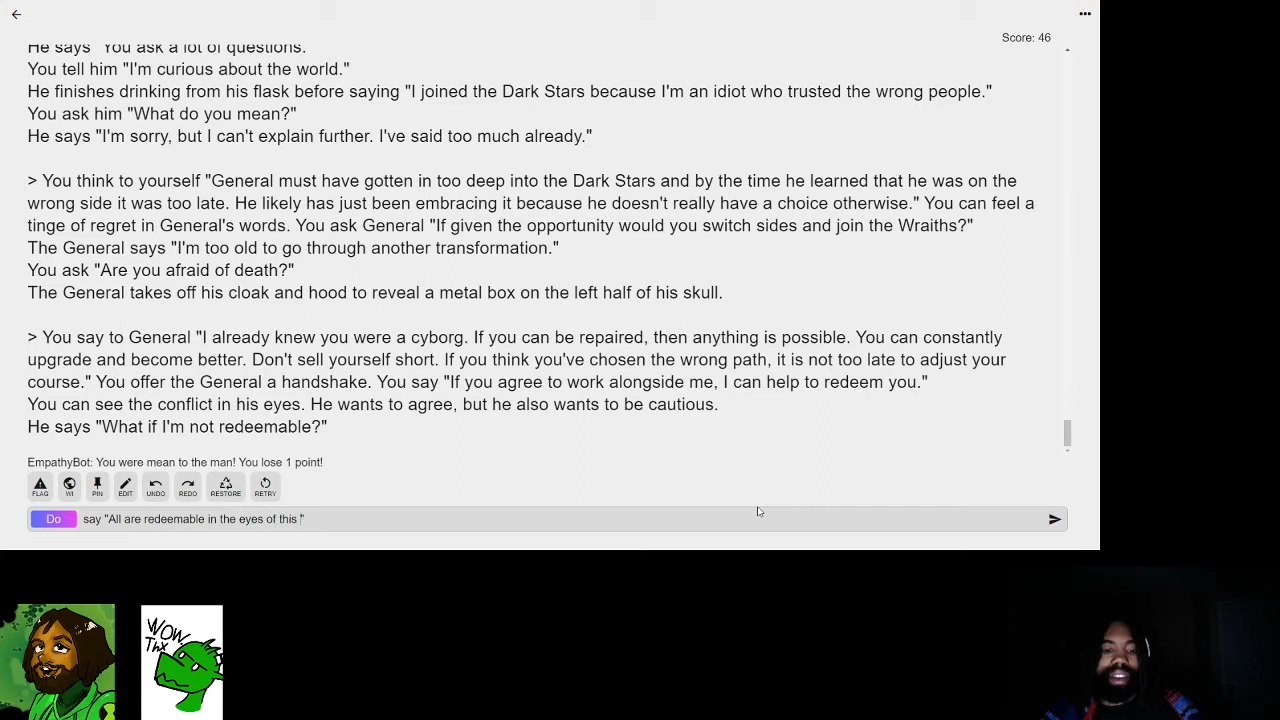 Score: 46
He says "You ask a lot of questions.
You tell him "I'm curious about the world."
He finishes drinking from his flask before saying "I joined the Dark Stars because I'm an idiot who trusted the wrong people."
You ask him "What do you mean?"
He says "I'm sorry, but I can't explain further. I've said too much already."
> You think to yourself "General must have gotten in too deep into the Dark Stars and by the time he learned that he was on the
wrong side it was too late. He likely has just been embracing it because he doesn't really have a choice otherwise." You can feel a
tinge of regret in General's words. You ask General "If given the opportunity would you switch sides and join the Wraiths?"
The General says "I'm too old to go through another transformation."
You ask "Are you afraid of death?"
The General takes off his cloak and hood to reveal a metal box on the left half of his skull.
> You say to General "I already knew you were a cyborg. If you can be repaired, then anything is possible. You can constantly
upgrade and become better. Don't sell yourself short. If you think you've chosen the wrong path, it is not too late to adjust your
course." You offer the General a handshake. You say "If you agree to work alongside me, I can help to redeem you."
You can see the conflict in his eyes. He wants to agree, but he also wants to be cautious.
He says "What if I'm not redeemable?"
EmpathyBot: You were mean to the man! You lose 1 point!
FLAG WI PIN EDIT UNDO REDO RESTORE RETRY
Do say "All are redeemable in the eyes of this "
WOW
Thx